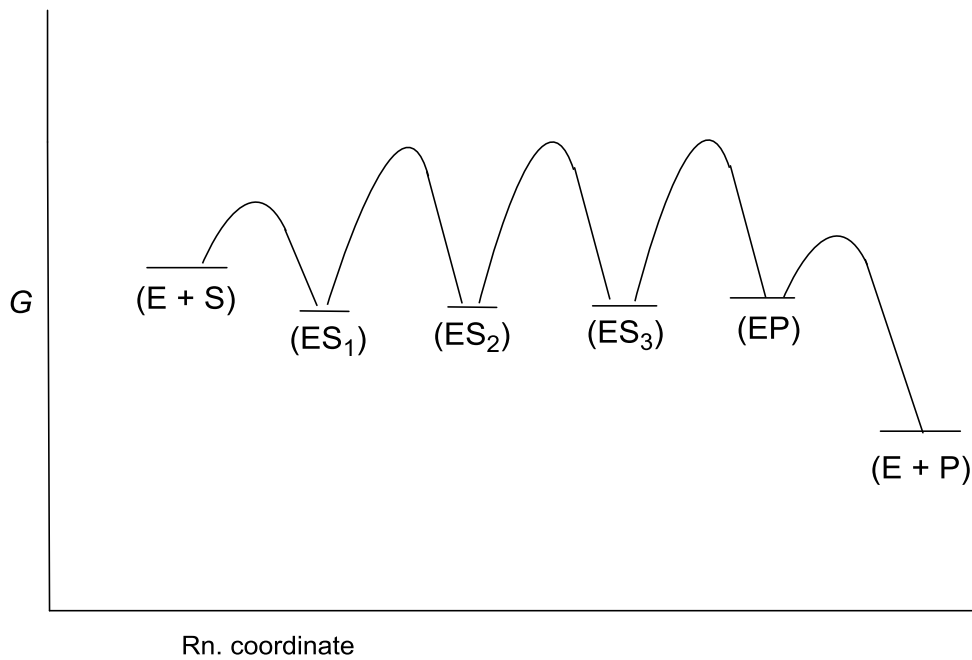 G
(E + S)
(ES₁)
(ES₂)
(ES₃)
(EP)
(E + P)
Rn. coordinate